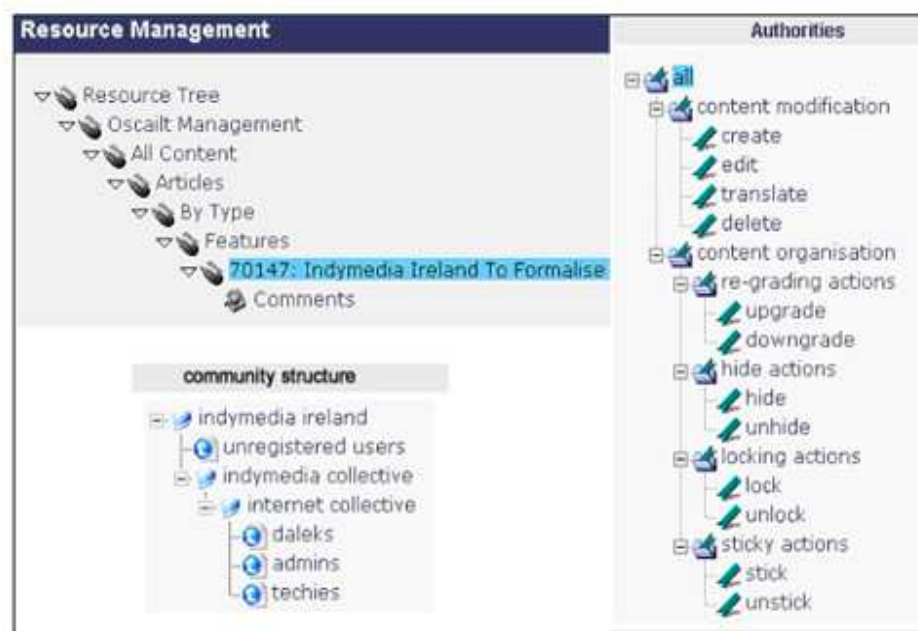 Resource Management
Resource Tree
Oscailt Management
All Content
Articles
By Type
Features
70147: Indymedia Ireland To Formalise
Comments
community structure
indymedia ireland
unregistered users
indymedia collective
internet collective
daleks
admins
techies
Authorities
all
content modification
create
edit
translate
delete
content organisation
re-grading actions
upgrade
downgrade
hide actions
hide
unhide
locking actions
lock
unlock
sticky actions
stick
unstick